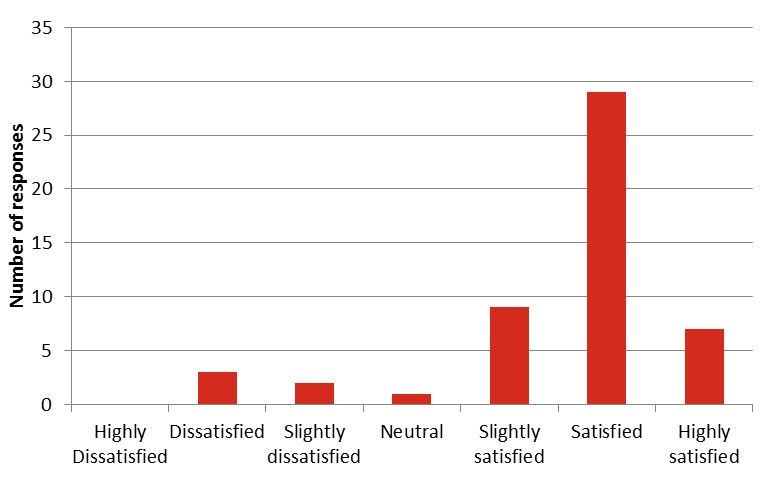 35
30
25
20
15
10
5
0
Number of responses
Highly Dissatisfied
Dissatisfied
Slightly dissatisfied
Neutral
Slightly satisfied
Satisfied
Highly satisfied